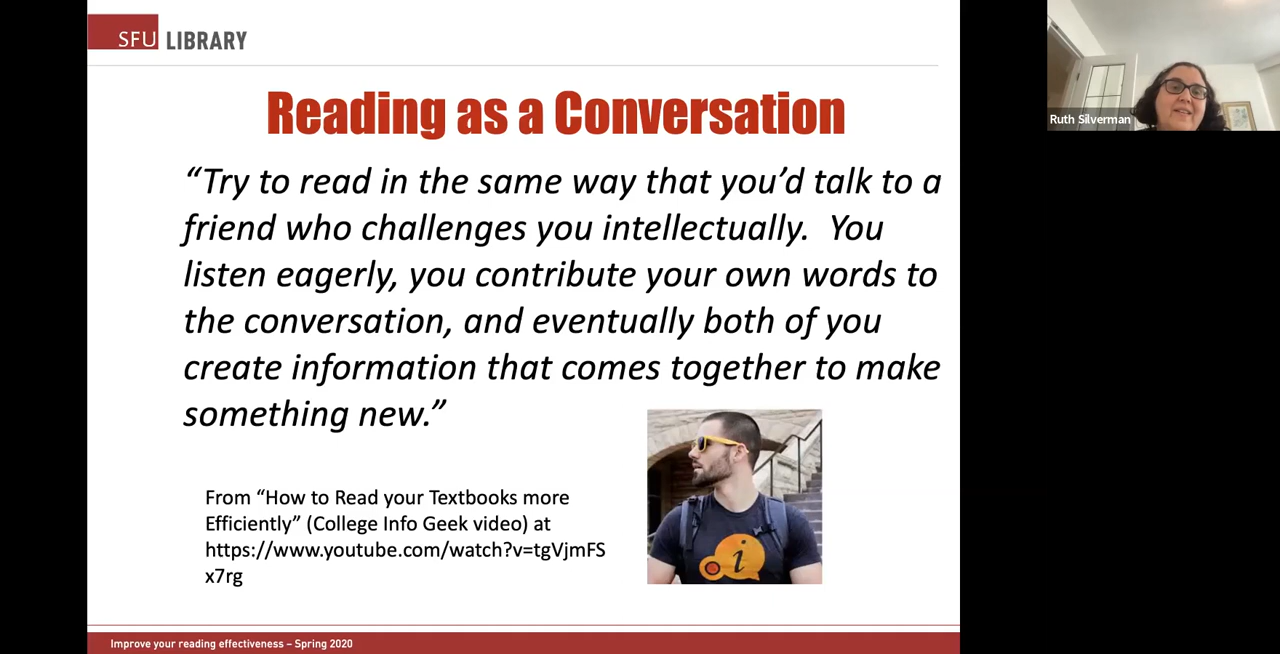 SFU LIBRARY
Reading as a Conversation
“Try to read in the same way that you’d talk to a
friend who challenges you intellectually.  You
listen eagerly, you contribute your own words to
the conversation, and eventually both of you
create information that comes together to make
something new.”
From “How to Read your Textbooks more
Efficiently” (College Info Geek video) at
https://www.youtube.com/watch?v=tgVjmFS
x7rg
i
Improve your reading effectiveness – Spring 2020
Ruth Silverman